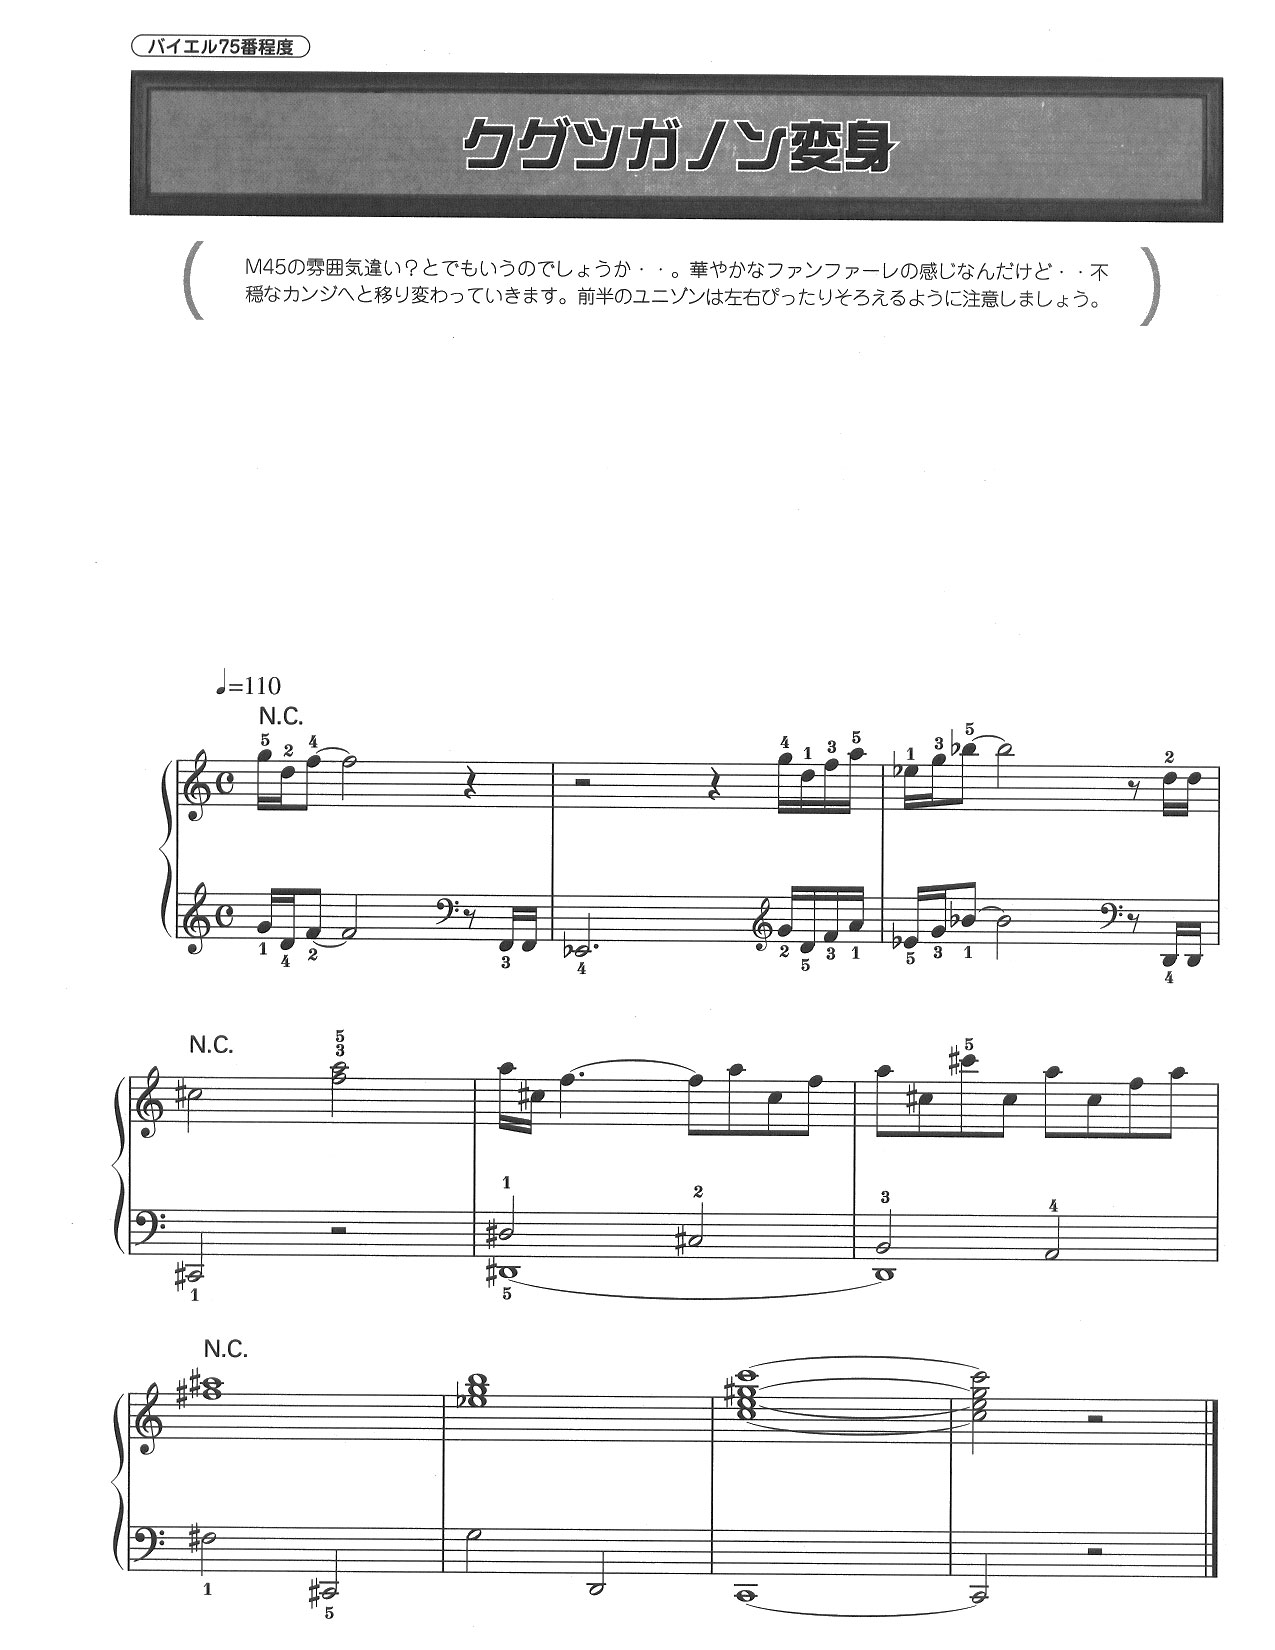 バイエル75番程度
クグツガノン変身
M45の雰囲気違い？とでもいうのでしょうか・・。華やかなファンファーレの感じなんだけど・・不
穏なカンジへと移り変わっていきます。前半のユニゾンは左右ぴったりそろえるように注意しましょう。
♩=110
N.C.
5 2 4 4 1 3 5 1 3 5 2
1 4 2 3 4 2 5 3 1 5 3 1 4
N.C.
5
3
5
1 2 3 4
1 5
N.C.
1 5